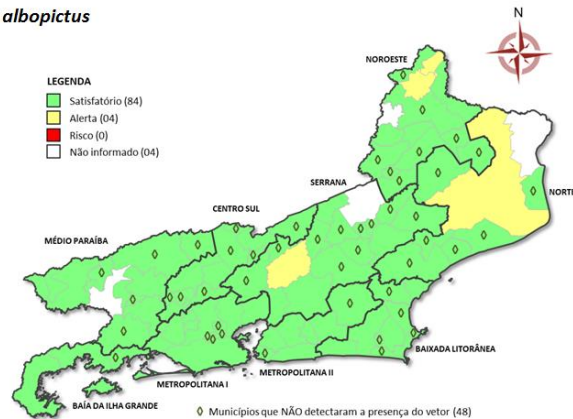 albopictus
N
NOROESTE
LEGENDA
Satisfatório (84)
Alerta (04)
Risco (0)
Não informado (04)
SERRANA
NORTE
CENTRO SUL
MÉDIO PARAÍBA
BAIXADA LITORÂNEA
METROPOLITANA II
METROPOLITANA I
BAÍA DA ILHA GRANDE
Municípios que NÃO detectaram a presença do vetor (48)